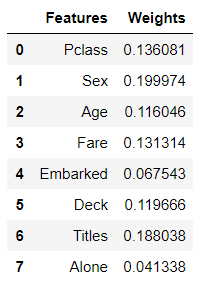 Features Weights
0 Pclass 0.136081
1 Sex 0.199974
2 Age 0.116046
3 Fare 0.131314
4 Embarked 0.067543
5 Deck 0.119666
6 Titles 0.188038
7 Alone 0.041338